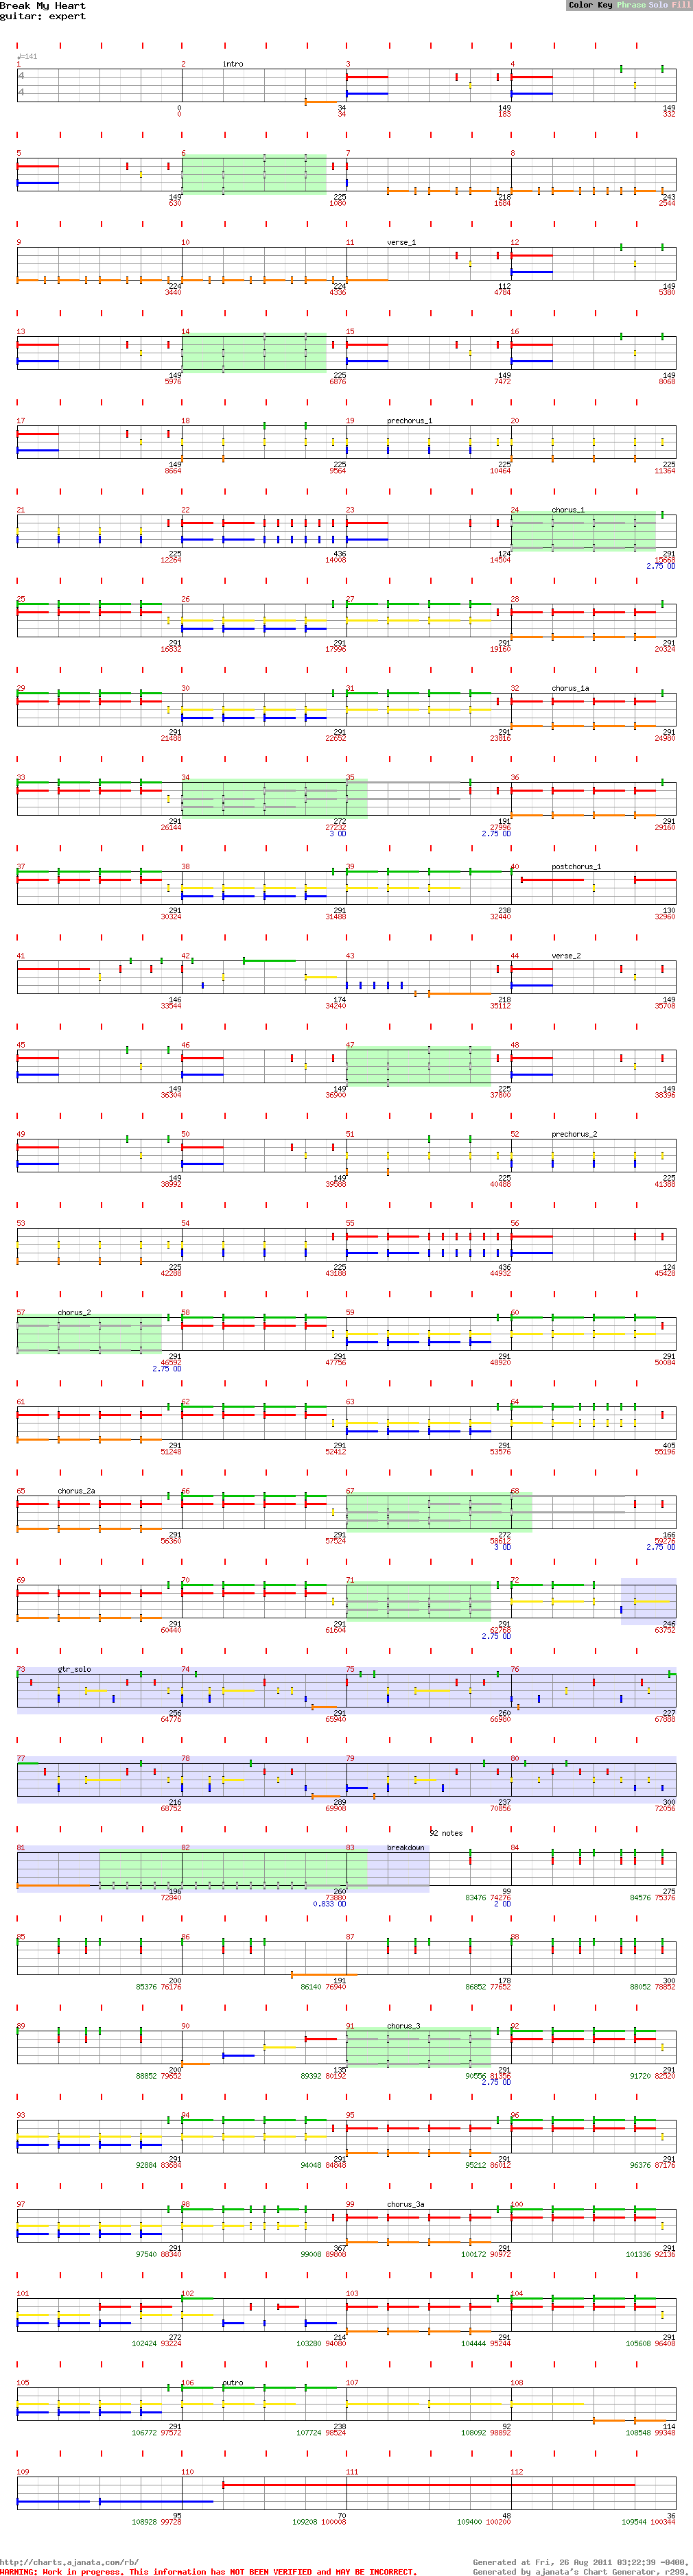 Break My Heart
guitar: expert
Color Key Phrase Solo Fill
♩=141
1 2 intro 3 4
4
4
0 34 149 149
0 34 183 332
5 6 7 8
149 225 218 243
630 1080 1684 2544
9 10 11 verse_1 12
224 224 112 149
3440 4336 4784 5380
13 14 15 16
149 225 149 149
5976 6876 7472 8068
17 18 19 prechorus_1 20
149 225 225 225
8664 9564 10464 11364
21 22 23 24 chorus_1
225 436 124 291
12264 14008 14504 15668
2.75 OD
25 26 27 28
291 291 291 291
16832 17996 19160 20324
29 30 31 32 chorus_1a
291 291 291 291
21488 22652 23816 24980
33 34 35 36
291 272 191 291
26144 27232 27996 29160
3 OD 2.75 OD
37 38 39 40 postchorus_1
291 291 238 130
30324 31488 32440 32960
41 42 43 44 verse_2
146 174 218 149
33544 34240 35112 35708
45 46 47 48
149 149 225 149
36304 36900 37800 38396
49 50 51 52 prechorus_2
149 149 225 225
38992 39588 40488 41388
53 54 55 56
225 225 436 124
42288 43188 44932 45428
57 chorus_2 58 59 60
291 291 291 291
46592 47756 48920 50084
2.75 OD
61 62 63 64
291 291 291 405
51248 52412 53576 55196
65 chorus_2a 66 67 68
291 291 272 166
56360 57524 58612 59276
3 OD 2.75 OD
69 70 71 72
291 291 291 246
60440 61604 62768 63752
2.75 OD
73 gtr_solo 74 75 76
256 291 260 227
64776 65940 66980 67888
77 78 79 80
216 289 237 300
68752 69908 70856 72056
92 notes
81 82 83 breakdown 84
196 260 99 275
72840 73880 83476 74276 84576 75376
0.833 OD 2 OD
85 86 87 88
200 191 178 300
85376 76176 86140 76940 86852 77652 88052 78852
89 90 91 chorus_3 92
200 135 291 291
88852 79652 89392 80192 90556 81356 91720 82520
2.75 OD
93 94 95 96
291 291 291 291
92884 83684 94048 84848 95212 86012 96376 87176
97 98 99 chorus_3a 100
291 367 291 291
97540 88340 99008 89808 100172 90972 101336 92136
101 102 103 104
272 214 291 291
102424 93224 103280 94080 104444 95244 105608 96408
105 106 outro 107 108
291 238 92 114
106772 97572 107724 98524 108092 98892 108548 99348
109 110 111 112
95 70 48 36
108928 99728 109208 100008 109400 100200 109544 100344
http://charts.ajanata.com/rb/
Generated at Fri, 26 Aug 2011 03:22:39 -0400.
WARNING: Work in progress. This information has NOT BEEN VERIFIED and MAY BE INCORRECT.
Generated by ajanata's Chart Generator, r299.